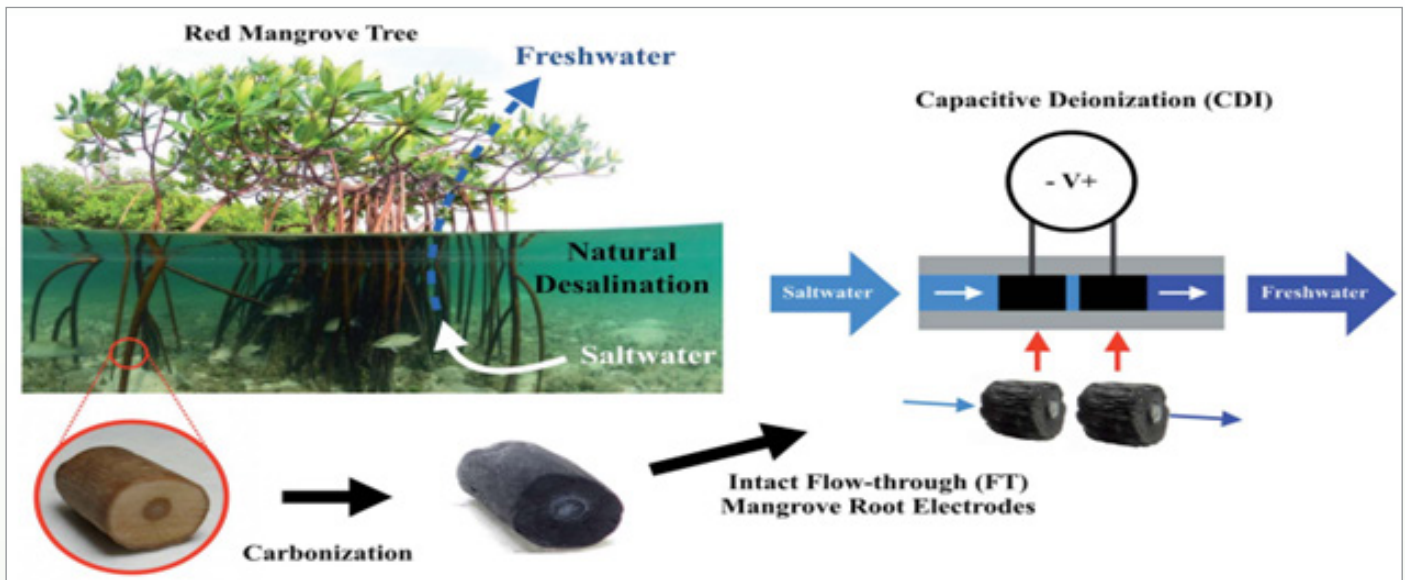 Red Mangrove Tree
Freshwater
Capacitive Deionization (CDI)
- V+
Natural
Desalination
Saltwater
Saltwater
Freshwater
Carbonization
Intact Flow-through (FT)
Mangrove Root Electrodes